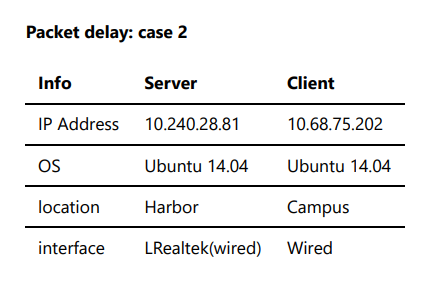 Packet delay: case 2
Info Server Client
IP Address 10.240.28.81 10.68.75.202
OS Ubuntu 14.04 Ubuntu 14.04
location Harbor Campus
interface LRealtek(wired) Wired